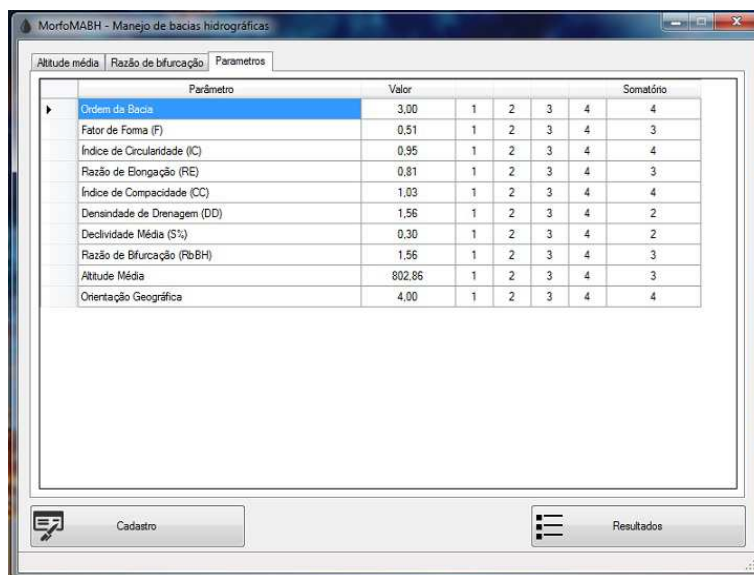 MorfoMABH - Manejo de bacias hidrográficas
Altitude média Razão de bifurcação Parametros
Parâmetro Valor Somatório
Ordem da Bacia 3,00 1 2 3 4 4
Fator de Forma (F) 0,51 1 2 3 4 3
Índice de Circularidade (IC) 0,95 1 2 3 4 4
Razão de Elongação (RE) 0,81 1 2 3 4 3
Índice de Compacidade (CC) 1,03 1 2 3 4 4
Densindade de Drenagem (DD) 1,56 1 2 3 4 2
Declividade Média (S%) 0,30 1 2 3 4 2
Razão de Bifurcação (RbBH) 1,56 1 2 3 4 3
Altitude Média 802,86 1 2 3 4 3
Orientação Geográfica 4,00 1 2 3 4 4
Cadastro Resultados